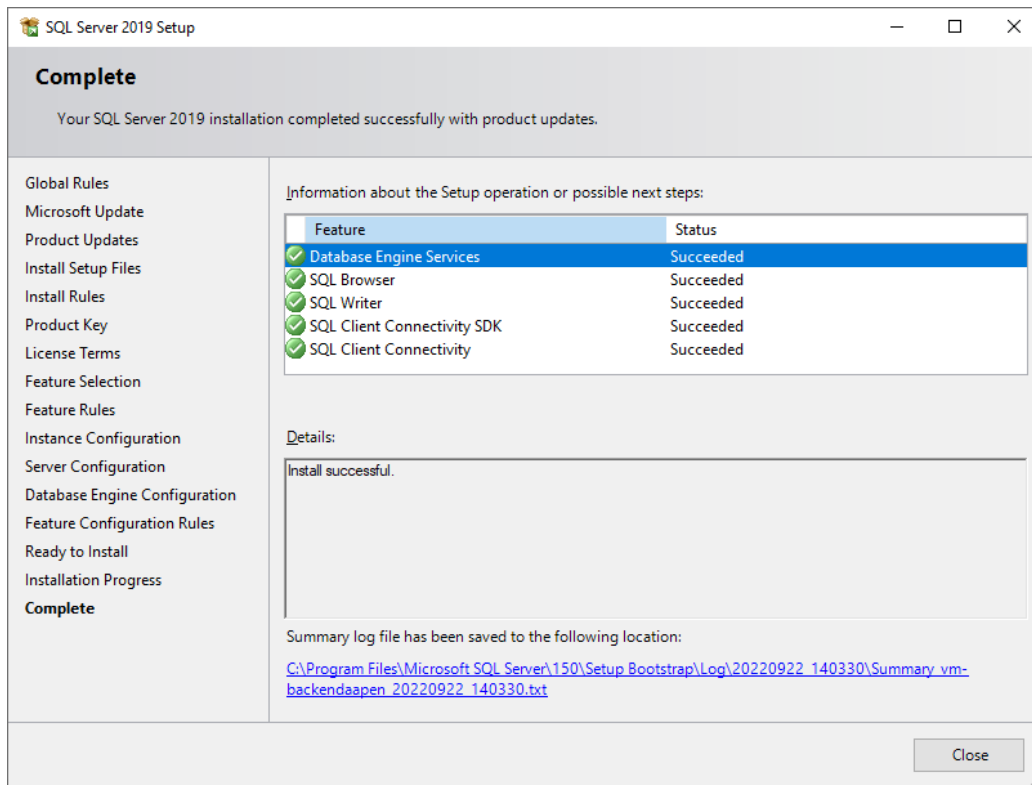 SQL Server 2019 Setup
Complete
Your SQL Server 2019 installation completed successfully with product updates.
Global Rules
Microsoft Update
Product Updates
Install Setup Files
Install Rules
Product Key
License Terms
Feature Selection
Feature Rules
Instance Configuration
Server Configuration
Database Engine Configuration
Feature Configuration Rules
Ready to Install
Installation Progress
Complete
Information about the Setup operation or possible next steps:
Feature Status
Database Engine Services Succeeded
SQL Browser Succeeded
SQL Writer Succeeded
SQL Client Connectivity SDK Succeeded
SQL Client Connectivity Succeeded
Details:
Install successful.
Summary log file has been saved to the following location:
C:\Program Files\Microsoft SQL Server\150\Setup Bootstrap\Log\20220922_140330\Summary_vm-
backendaapen_20220922_140330.txt
Close